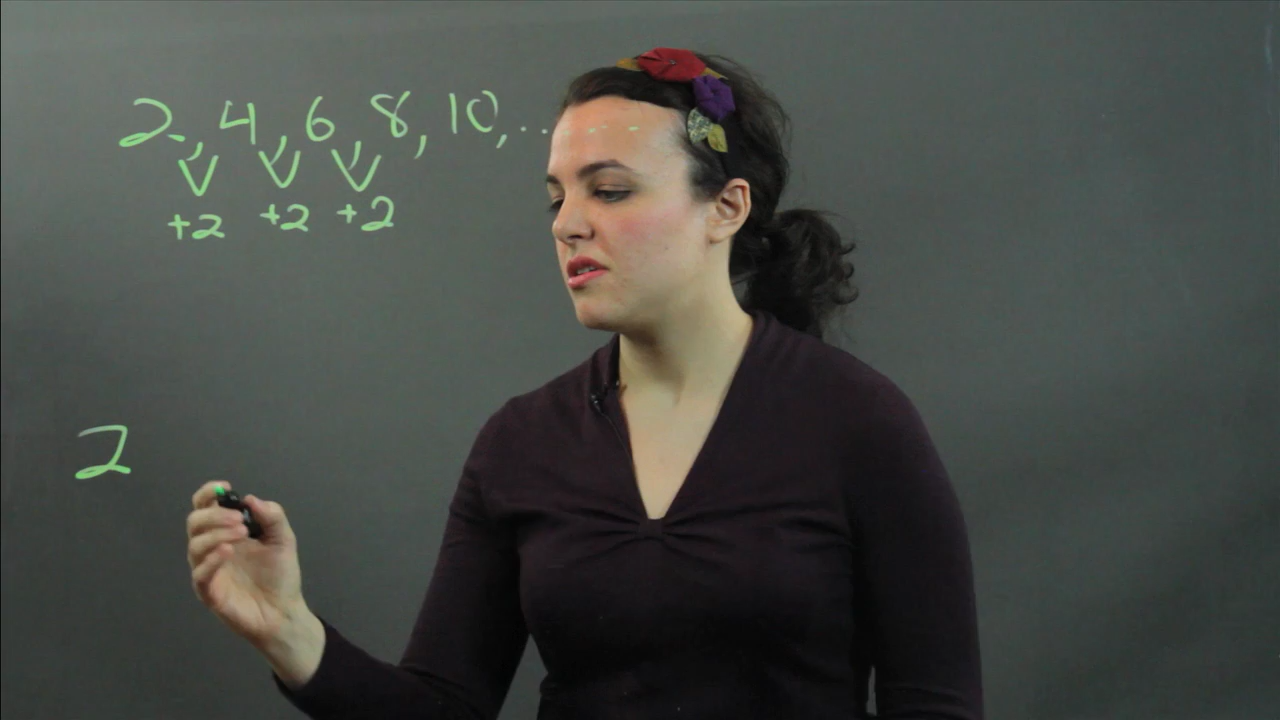 2, 4, 6, 8, 10, ......
+2 +2 +2
2